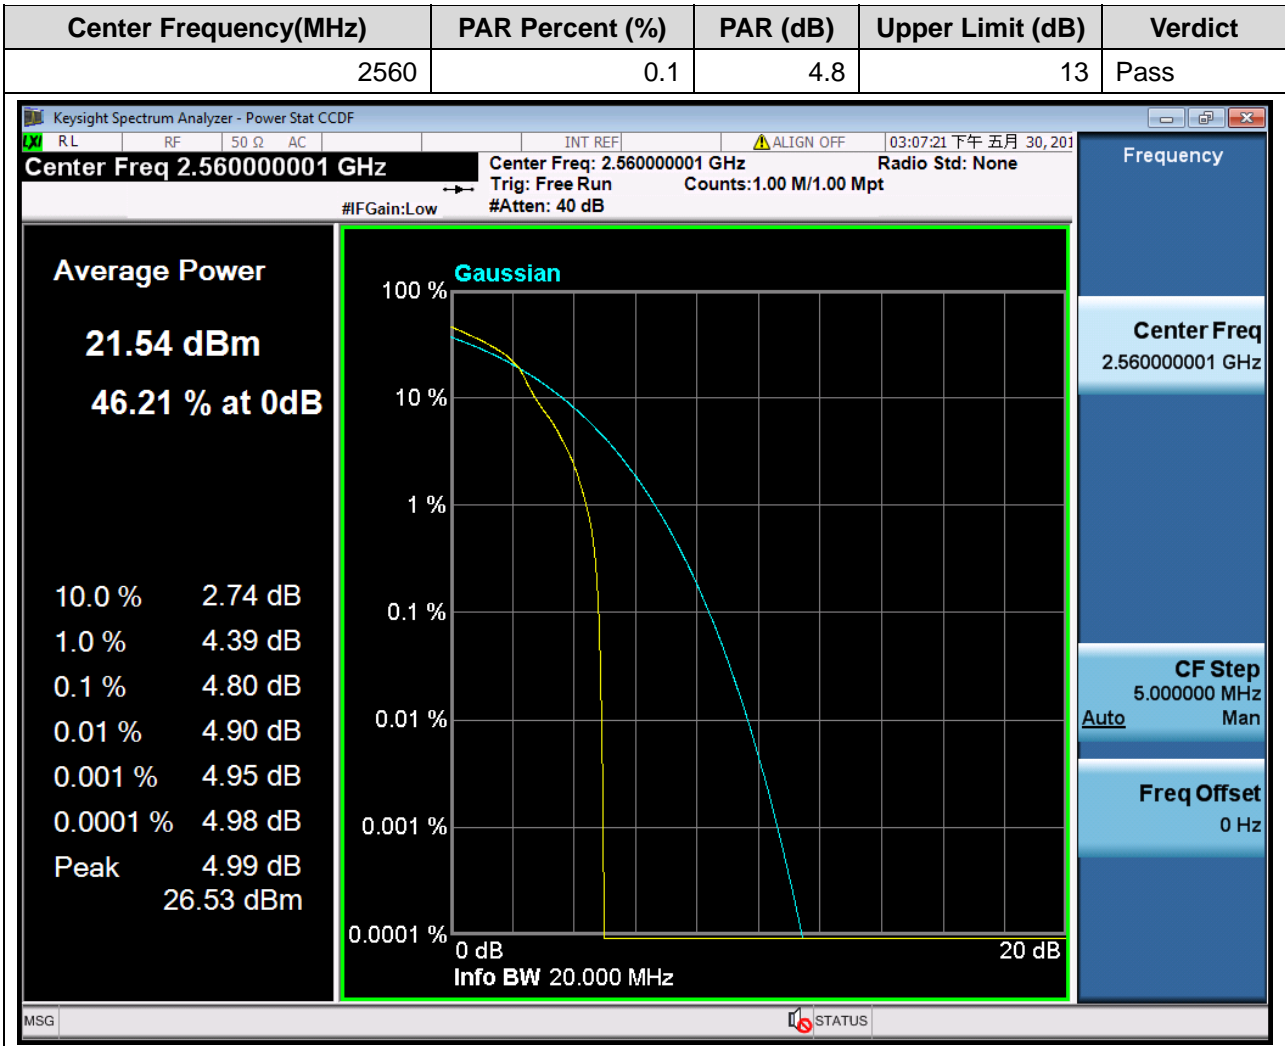 Center Frequency(MHz) PAR Percent (%) PAR (dB) Upper Limit (dB) Verdict
2560 0.1 4.8 13 Pass
Keysight Spectrum Analyzer - Power Stat CCDF
LXI RL RF 50 Ω AC INT REF ALIGN OFF 03:07:21 下午 五月 30, 201
Center Freq 2.560000001 GHz
Center Freq: 2.560000001 GHz Radio Std: None
Trig: Free Run Counts:1.00 M/1.00 Mpt
#IFGain:Low #Atten: 40 dB
Average Power
21.54 dBm
46.21 % at 0dB
10.0 % 2.74 dB
1.0 % 4.39 dB
0.1 % 4.80 dB
0.01 % 4.90 dB
0.001 % 4.95 dB
0.0001 % 4.98 dB
Peak 4.99 dB
26.53 dBm
Gaussian
100 %
10 %
1 %
0.1 %
0.01 %
0.001 %
0.0001 %
0 dB 20 dB
Info BW 20.000 MHz
Frequency
Center Freq
2.560000001 GHz
CF Step
5.000000 MHz
Auto Man
Freq Offset
0 Hz
MSG STATUS